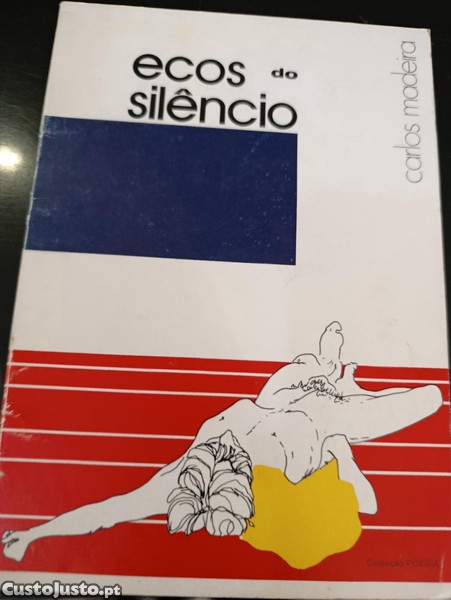 ecos do
silêncio
carlos madeira
Colecção POESIA
CustoJusto.pt